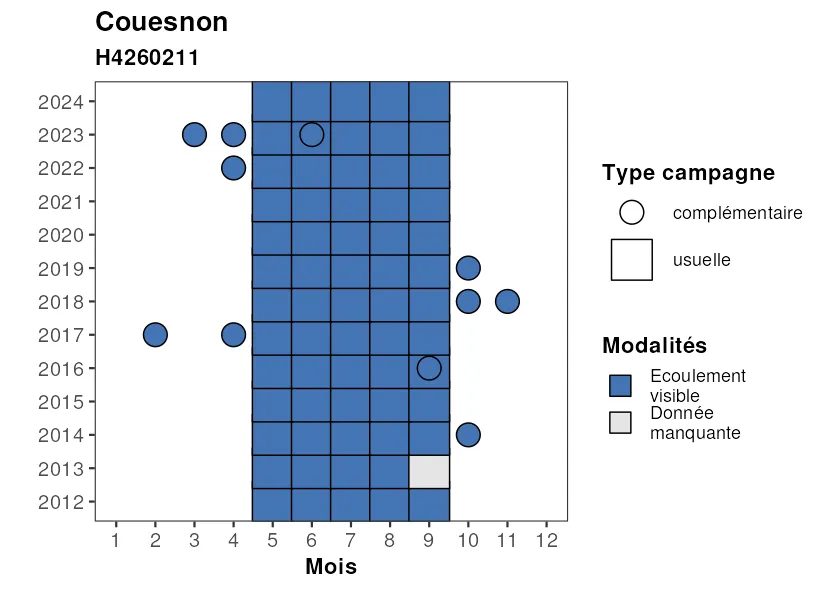 Couesnon
H4260211
2024
2023
2022
2021
2020
2019
2018
2017
2016
2015
2014
2013
2012
1 2 3 4 5 6 7 8 9 10 11 12
Mois
Type campagne
complémentaire
usuelle
Modalités
Ecoulement
visible
Donnée
manquante